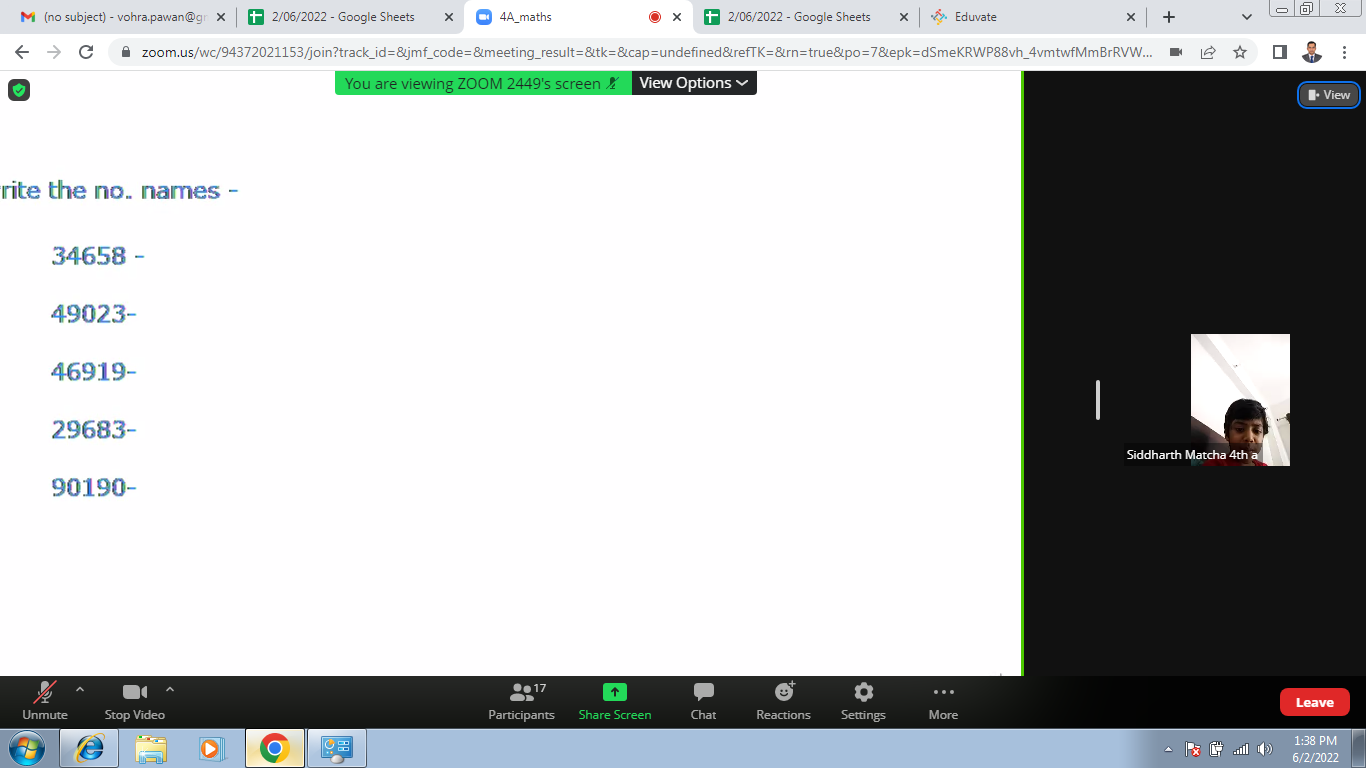 (no subject) - vohra.pawan@gr
2/06/2022 - Google Sheets
4A_maths
2/06/2022 - Google Sheets
Eduvate
zoom.us/wc/94372021153/join?track_id=&jmf_code=&meeting_result=&tk=&cap=undefined&refTK=&rn=true&po=7&epk=dSmeKRWP88vh_4vmtwfMmBrRVW...
You are viewing ZOOM 2449's screen
View Options
View
rite the no.. names -
34658 -
49023-
46919-
29683-
90190-
Siddharth Matcha 4th a
Unmute
Stop Video
17
Participants
Share Screen
Chat
Reactions
Settings
More
Leave
1:38 PM
6/2/2022